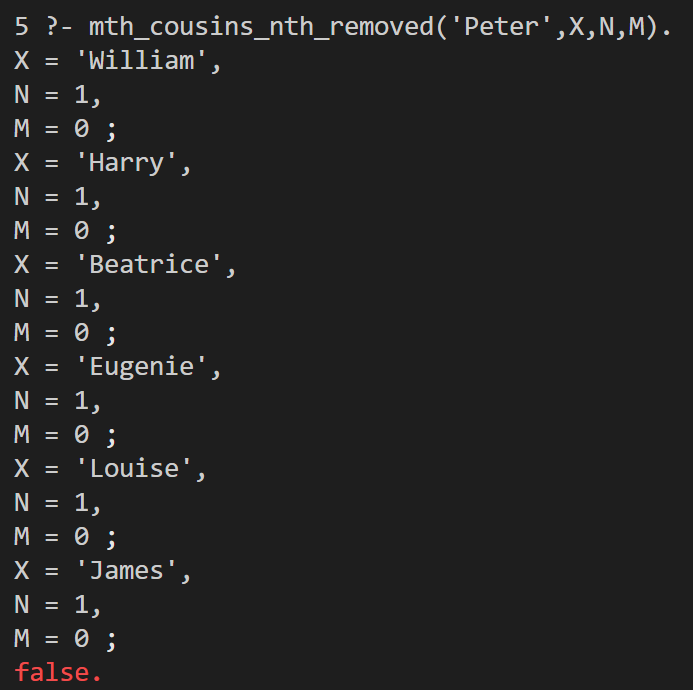 5 ?- mth_cousins_nth_removed('Peter',X,N,M).
X = 'William',
N = 1,
M = 0 ;
X = 'Harry',
N = 1,
M = 0 ;
X = 'Beatrice',
N = 1,
M = 0 ;
X = 'Eugenie',
N = 1,
M = 0 ;
X = 'Louise',
N = 1,
M = 0 ;
X = 'James',
N = 1,
M = 0 ;
false.